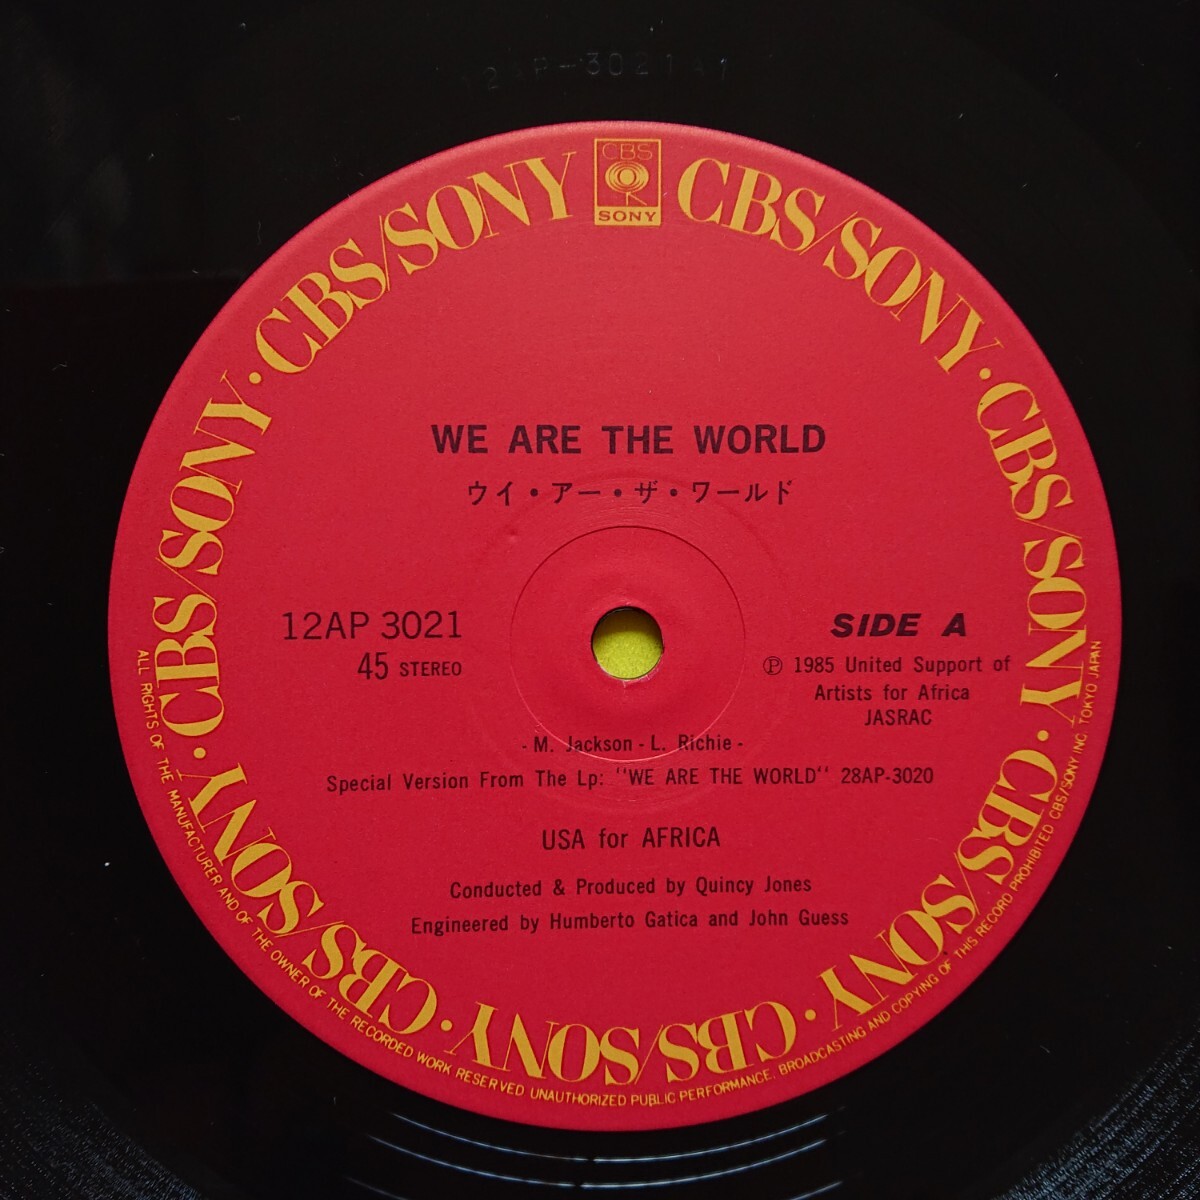 12AP-3021
CBS
SONY
CBS/SONY · CBS/SONY · CBS/SONY · CBS/SONY · CBS/SONY · CBS/SONY · CBS/SONY · CBS/SONY
WE ARE THE WORLD
ウイ・アー・ザ・ワールド
12AP 3021
45 STEREO
SIDE A
Ⓟ 1985 United Support of
Artists for Africa
JASRAC
- M. Jackson - L. Richie -
Special Version From The Lp: "WE ARE THE WORLD" 28AP-3020
USA for AFRICA
Conducted & Produced by Quincy Jones
Engineered by Humberto Gatica and John Guess
ALL RIGHTS OF THE MANUFACTURER AND OF THE OWNER OF THE RECORDED WORK RESERVED UNAUTHORIZED PUBLIC PERFORMANCE. BROADCASTING AND COPYING OF THIS RECORD PROHIBITED CBS/SONY INC. TOKYO JAPAN